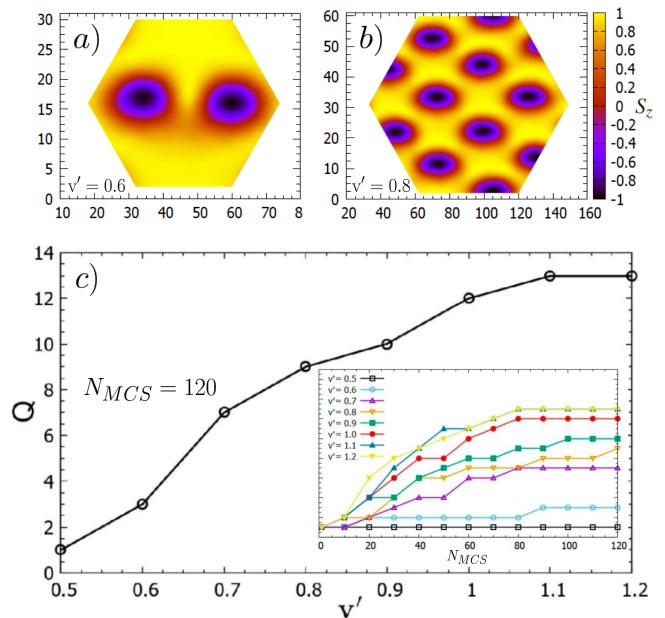 a)
30
25
20
15
10
5
0
v' = 0.6
10 20 30 40 50 60 70 8
b)
80
70
60
50
40
30
20
10
0
v' = 0.8
20 40 60 80 100 120 140 160
1
0.8
0.6
0.4
0.2
0
-0.2
-0.4
-0.6
-0.8
-1
S_z
c)
14
12
10
8
6
4
2
0
Q
N_MCS = 120
v'= 0.5
v'= 0.6
v'= 0.7
v'= 0.8
v'= 0.9
v'= 1.0
v'= 1.1
v'= 1.2
0 20 40 60 80 100 120
N_MCS
0.5 0.6 0.7 0.8 0.9 1 1.1 1.2
v'